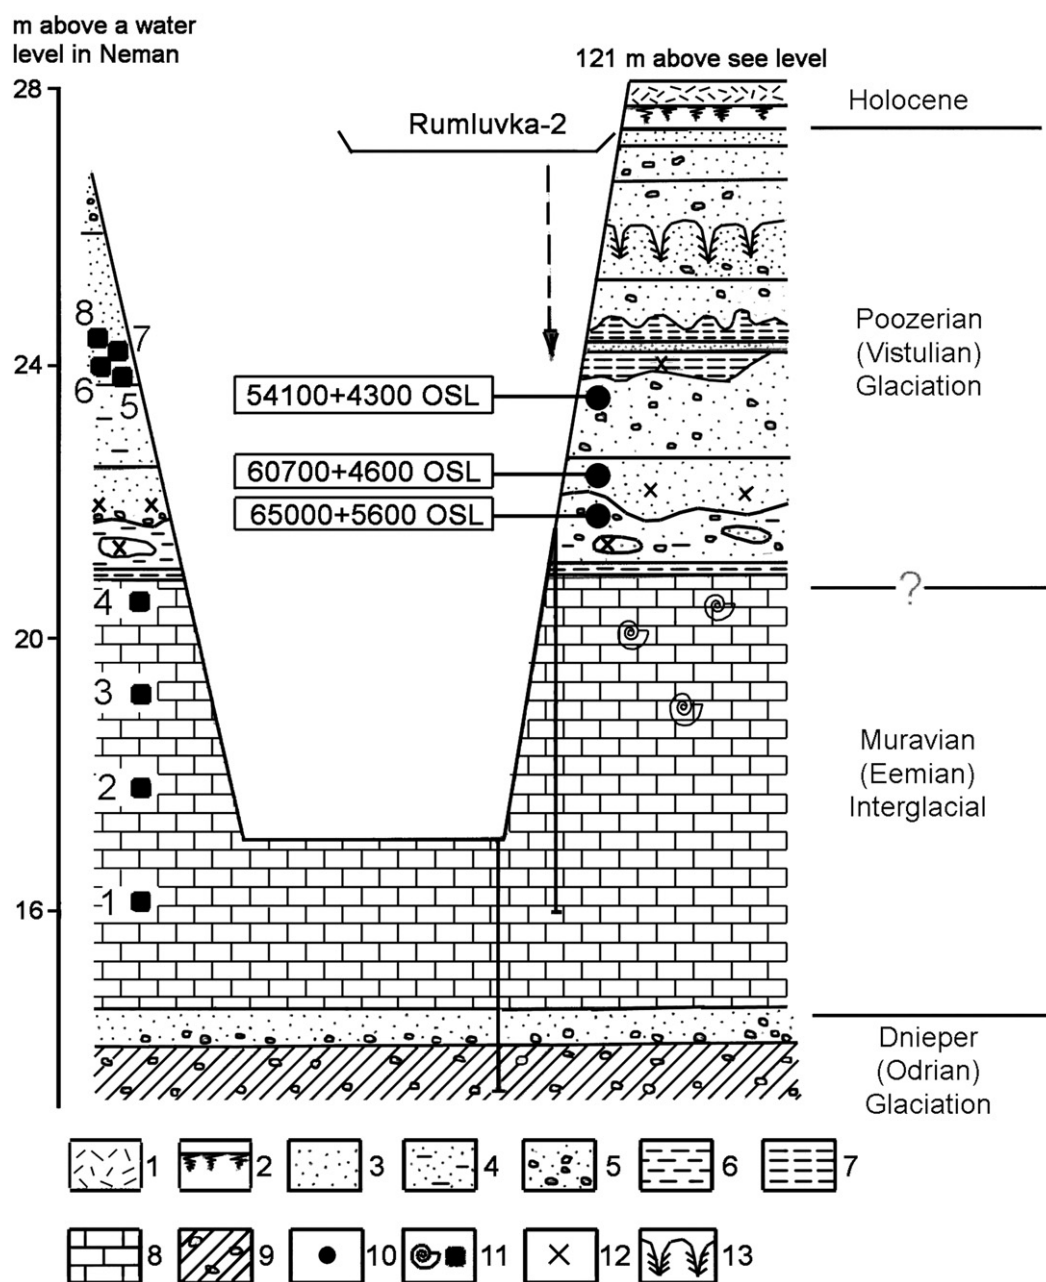 m above a water
level in Neman
121 m above see level
28
Holocene
Rumluvka-2
8
7
Poozerian
(Vistulian)
Glaciation
24
6
5
54100+4300 OSL
60700+4600 OSL
65000+5600 OSL
?
4
20
3
Muravian
(Eemian)
Interglacial
2
1
16
Dnieper
(Odrian)
Glaciation
1 2 3 4 5 6 7
8 9 10 11 12 13